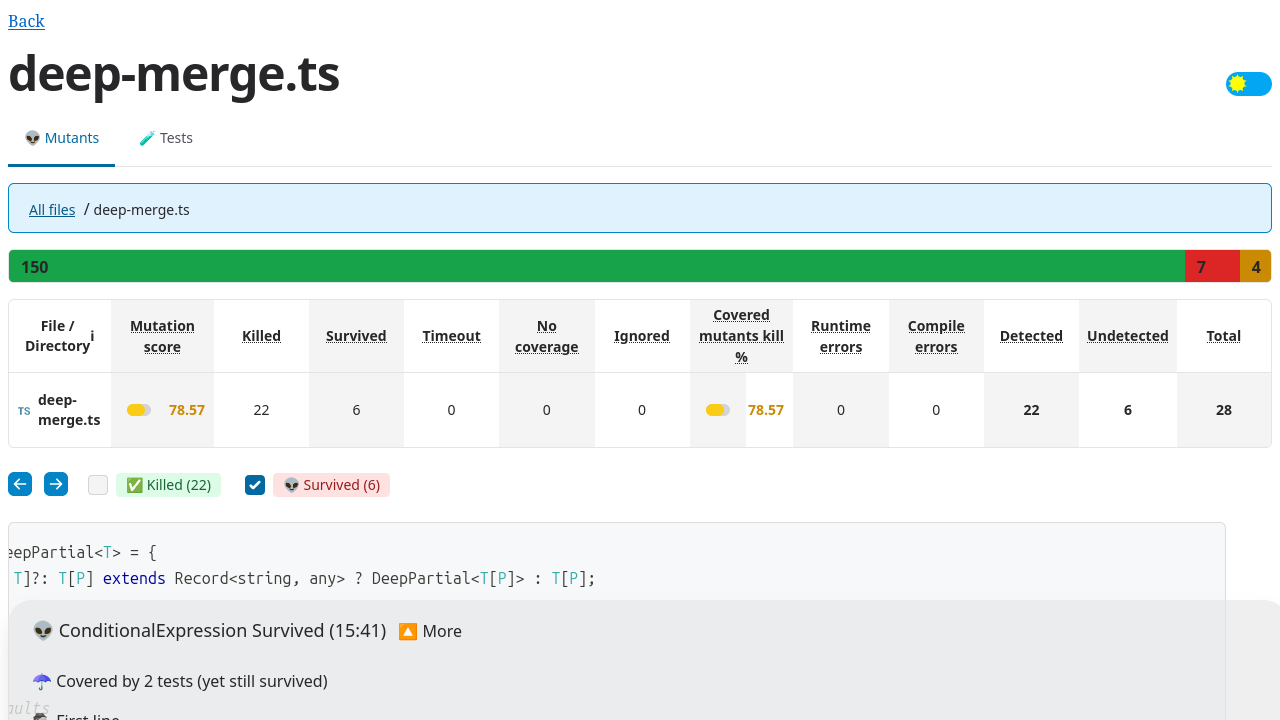 Back
deep-merge.ts
👽 Mutants 🧪 Tests
All files / deep-merge.ts
150 7 4
File / Directory i Mutation score Killed Survived Timeout No coverage Ignored Covered mutants kill % Runtime errors Compile errors Detected Undetected Total
TS deep-merge.ts 78.57 22 6 0 0 0 78.57 0 0 22 6 28
✅ Killed (22) 👽 Survived (6)
eepPartial<T> = {
T]?: T[P] extends Record<string, any> ? DeepPartial<T[P]> : T[P];
👽 ConditionalExpression Survived (15:41) 🔼 More
☂️ Covered by 2 tests (yet still survived)
aults
First line